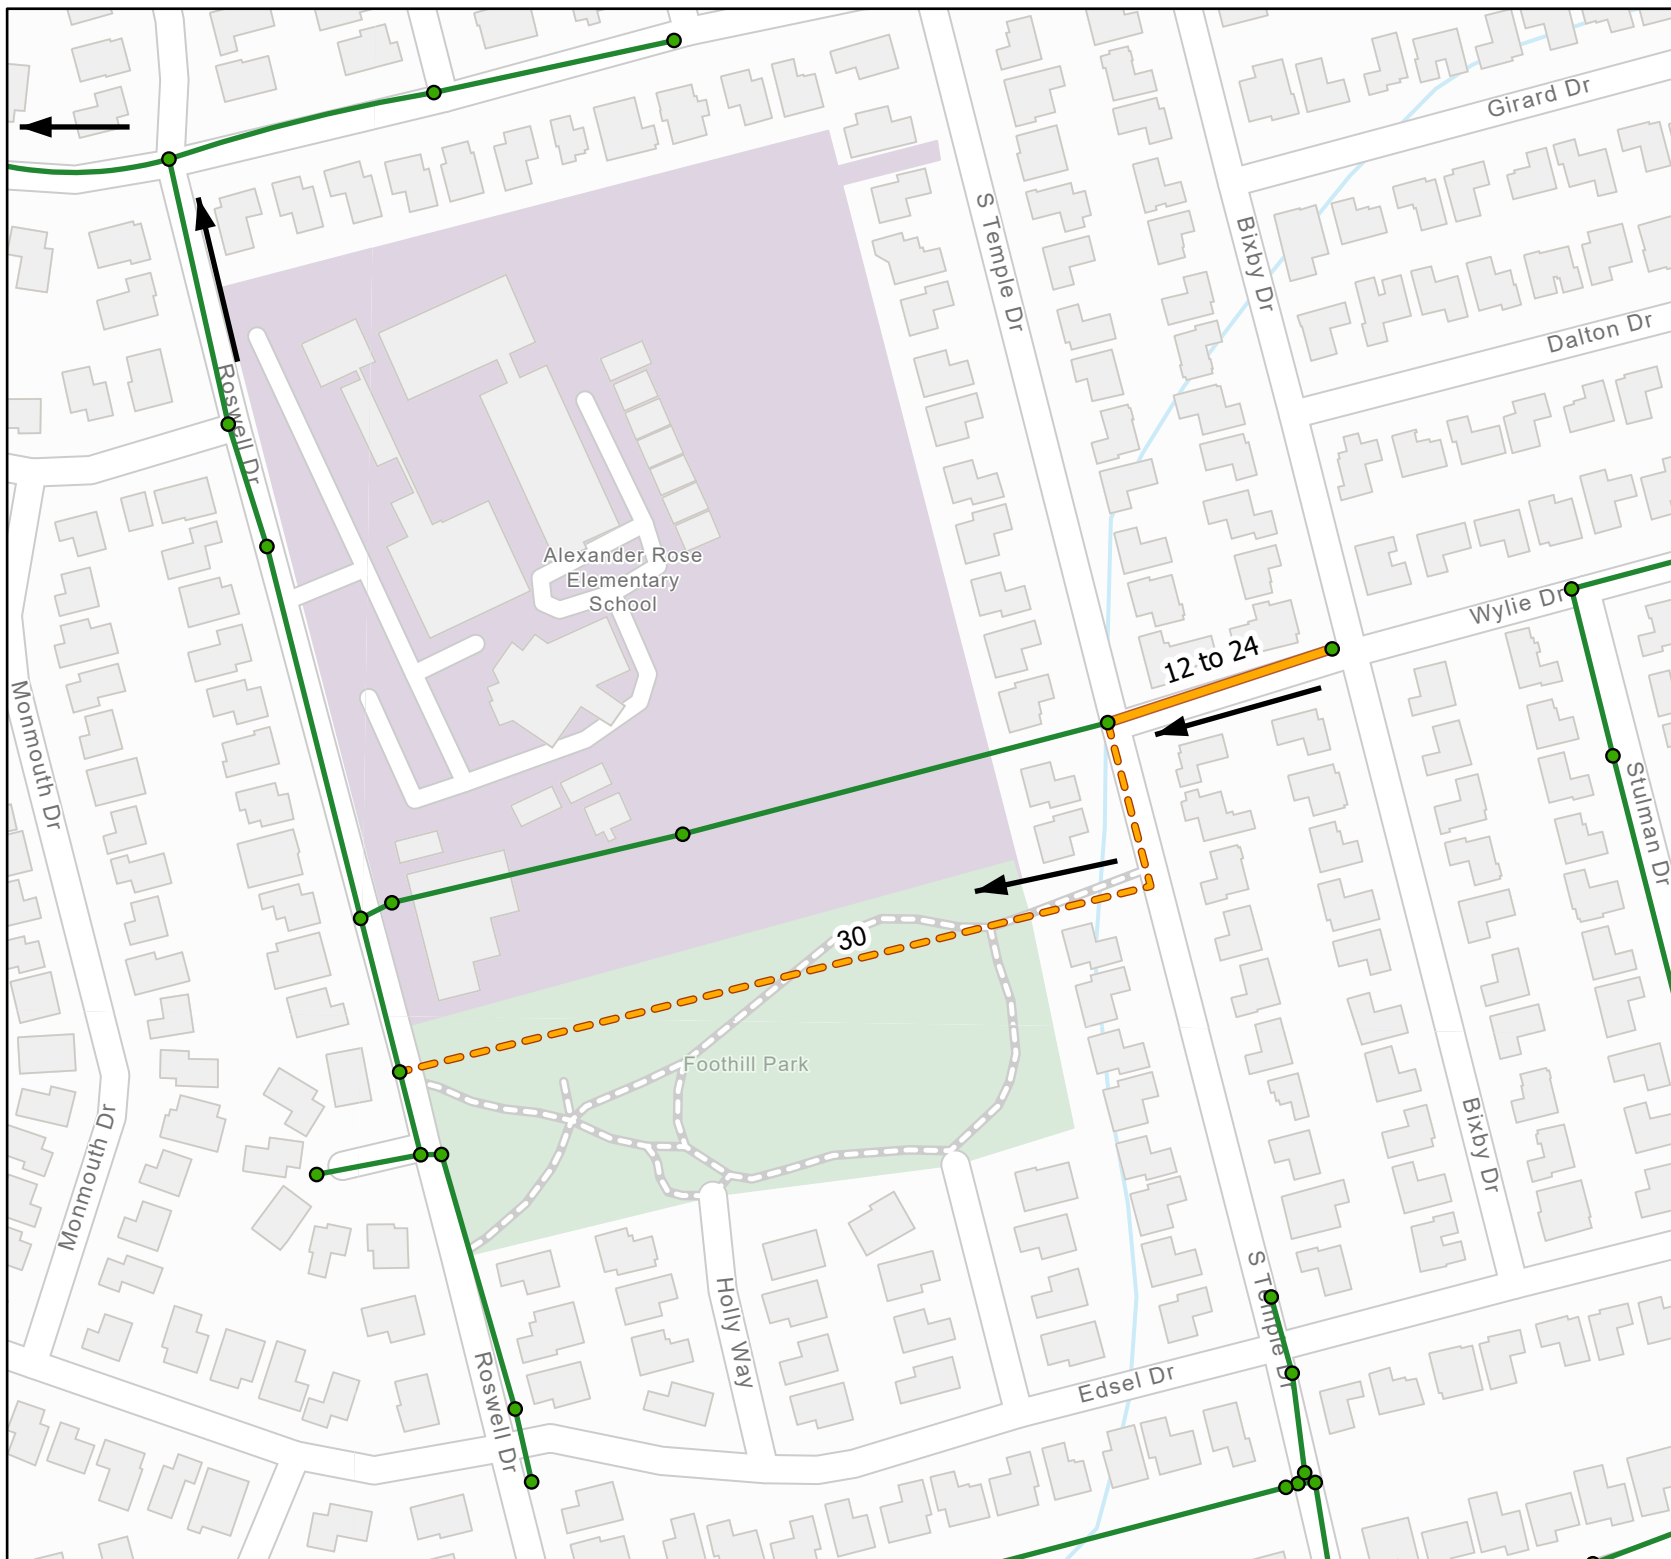 Girard Dr
S Temple Dr
Bixby Dr
Dalton Dr
Roswell Dr
Alexander Rose
Elementary
School
Wylie Dr
12 to 24
Monmouth Dr
Stulman Dr
30
Foothill Park
Monmouth Dr
Bixby Dr
S Temple Dr
Holly Way
Roswell Dr
Edsel Dr